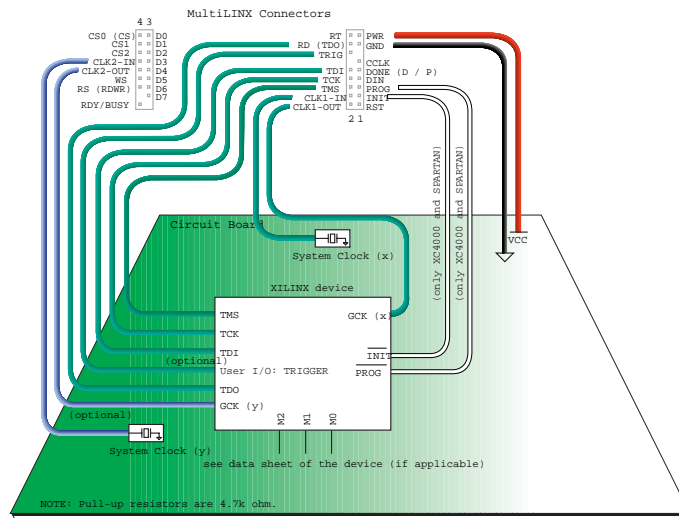 MultiLINX Connectors
4 3
CS0 (CS) D0
CS1 D1
CS2 D2
CLK2-IN D3
CLK2-OUT D4
WS D5
RS (RDWR) D6
D7
RDY/BUSY
RT PWR
RD (TDO) GND
TRIG
CCLK
TDI DONE (D / P)
TCK DIN
TMS PROG
CLK1-IN INIT
CLK1-OUT RST
2 1
(only XC4000 and SPARTAN)
(only XC4000 and SPARTAN)
VCC
Circuit Board
System Clock (x)
XILINX device
TMS
GCK (x)
TCK
TDI
INIT
(optional)
User I/O: TRIGGER
PROG
TDO
GCK (y)
(optional)
M2
M1
M0
System Clock (y)
see data sheet of the device (if applicable)
NOTE: Pull-up resistors are 4.7k ohm.